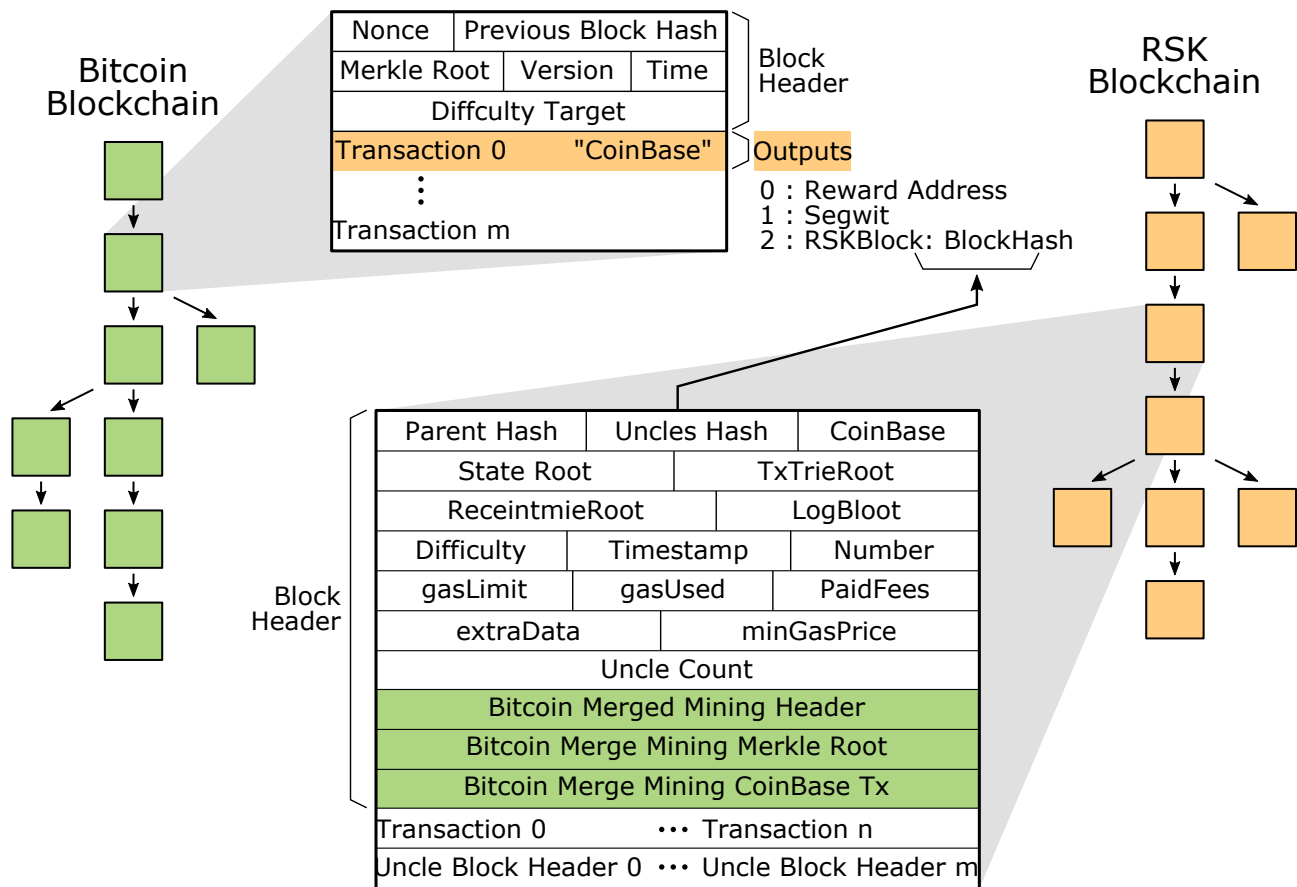 Bitcoin
Blockchain
Nonce Previous Block Hash
Merkle Root Version Time
Diffculty Target
Transaction 0 "CoinBase"
⋮
Transaction m
Block
Header
Outputs
0 : Reward Address
1 : Segwit
2 : RSKBlock: BlockHash
RSK
Blockchain
Block
Header
Parent Hash Uncles Hash CoinBase
State Root TxTrieRoot
ReceintmieRoot LogBloot
Difficulty Timestamp Number
gasLimit gasUsed PaidFees
extraData minGasPrice
Uncle Count
Bitcoin Merged Mining Header
Bitcoin Merge Mining Merkle Root
Bitcoin Merge Mining CoinBase Tx
Transaction 0 ··· Transaction n
Uncle Block Header 0 ··· Uncle Block Header m